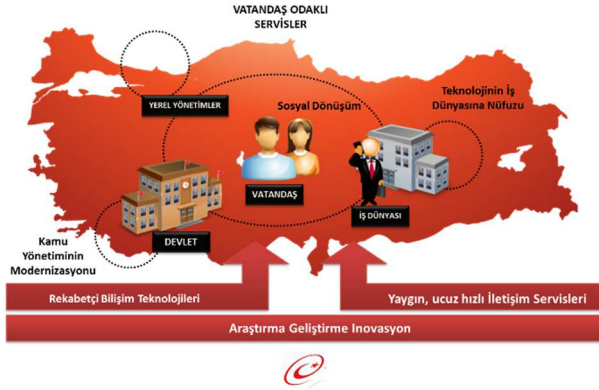 VATANDAŞ ODAKLI
SERVİSLER
YEREL YÖNETİMLER
Sosyal Dönüşüm
Teknolojinin İş
Dünyasına Nüfuzu
VATANDAŞ
İŞ DÜNYASI
DEVLET
Kamu
Yönetiminin
Modernizasyonu
Rekabetçi Bilişim Teknolojileri
Yaygın, ucuz hızlı İletişim Servisleri
Araştırma Geliştirme Inovasyon